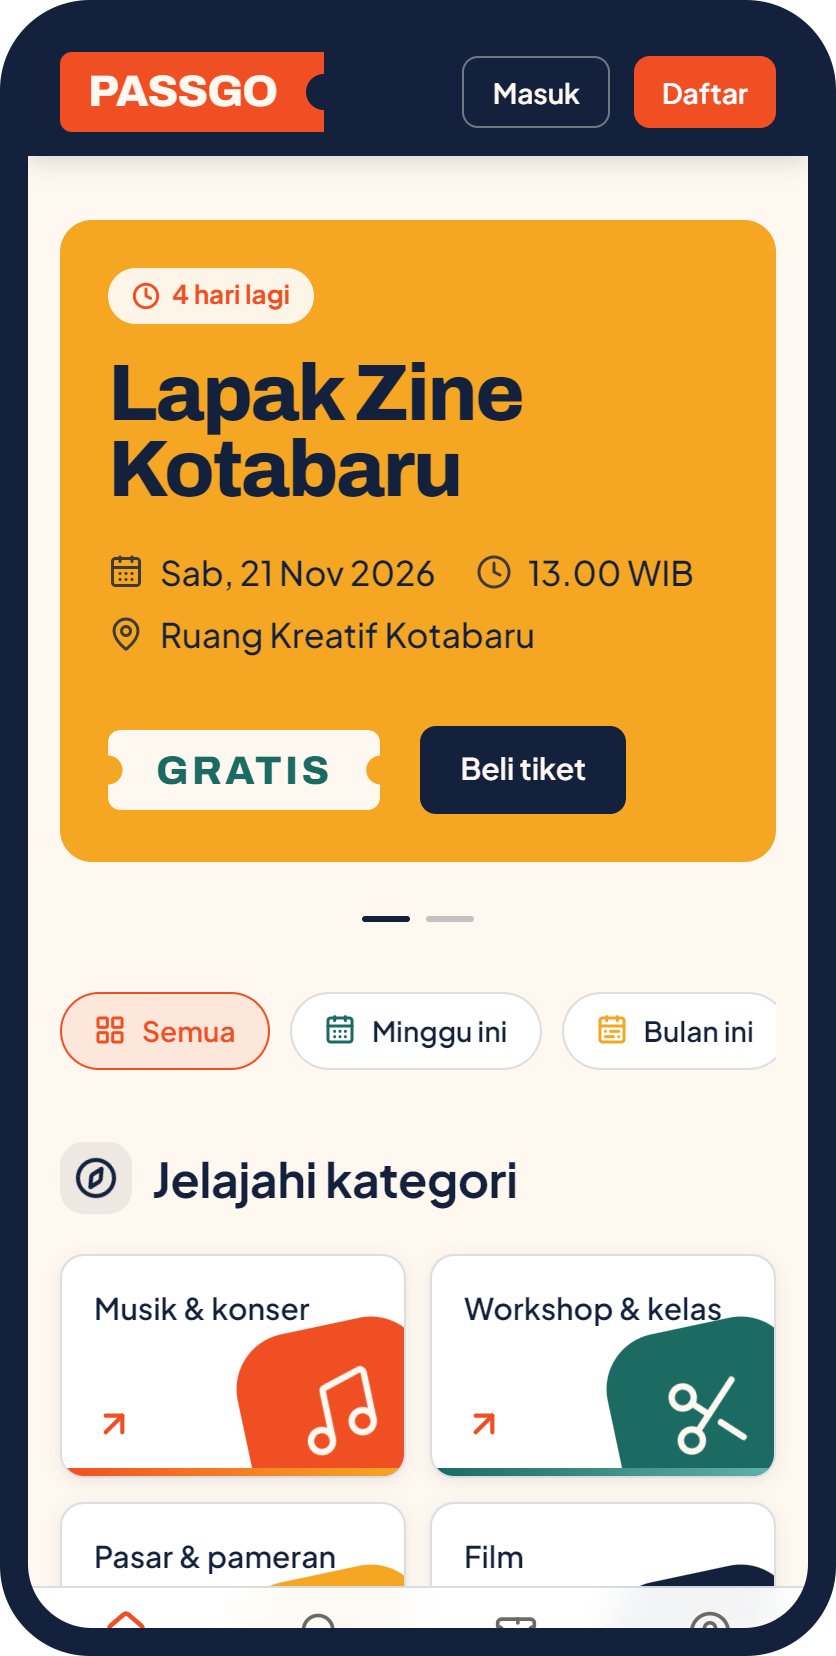 PASSGO
Masuk
Daftar
4 hari lagi
Lapak Zine
Kotabaru
Sab, 21 Nov 2026
13.00 WIB
Ruang Kreatif Kotabaru
GRATIS
Beli tiket
Semua
Minggu ini
Bulan ini
Jelajahi kategori
Musik & konser
Workshop & kelas
Pasar & pameran
Film